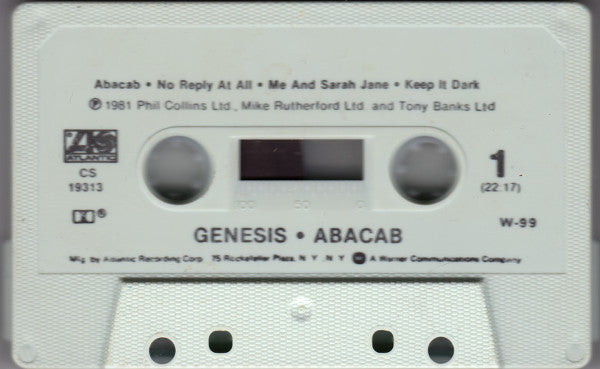 Abacab • No Reply At All • Me And Sarah Jane • Keep It Dark
℗ 1981 Phil Collins Ltd., Mike Rutherford Ltd. and Tony Banks Ltd
ATLANTIC
CS
19313
1
(22:17)
100 50 0
®
W-99
GENESIS • ABACAB
Mfg. by Atlantic Recording Corp. 75 Rockefeller Plaza, N.Y. N.Y. A Warner Communications Company